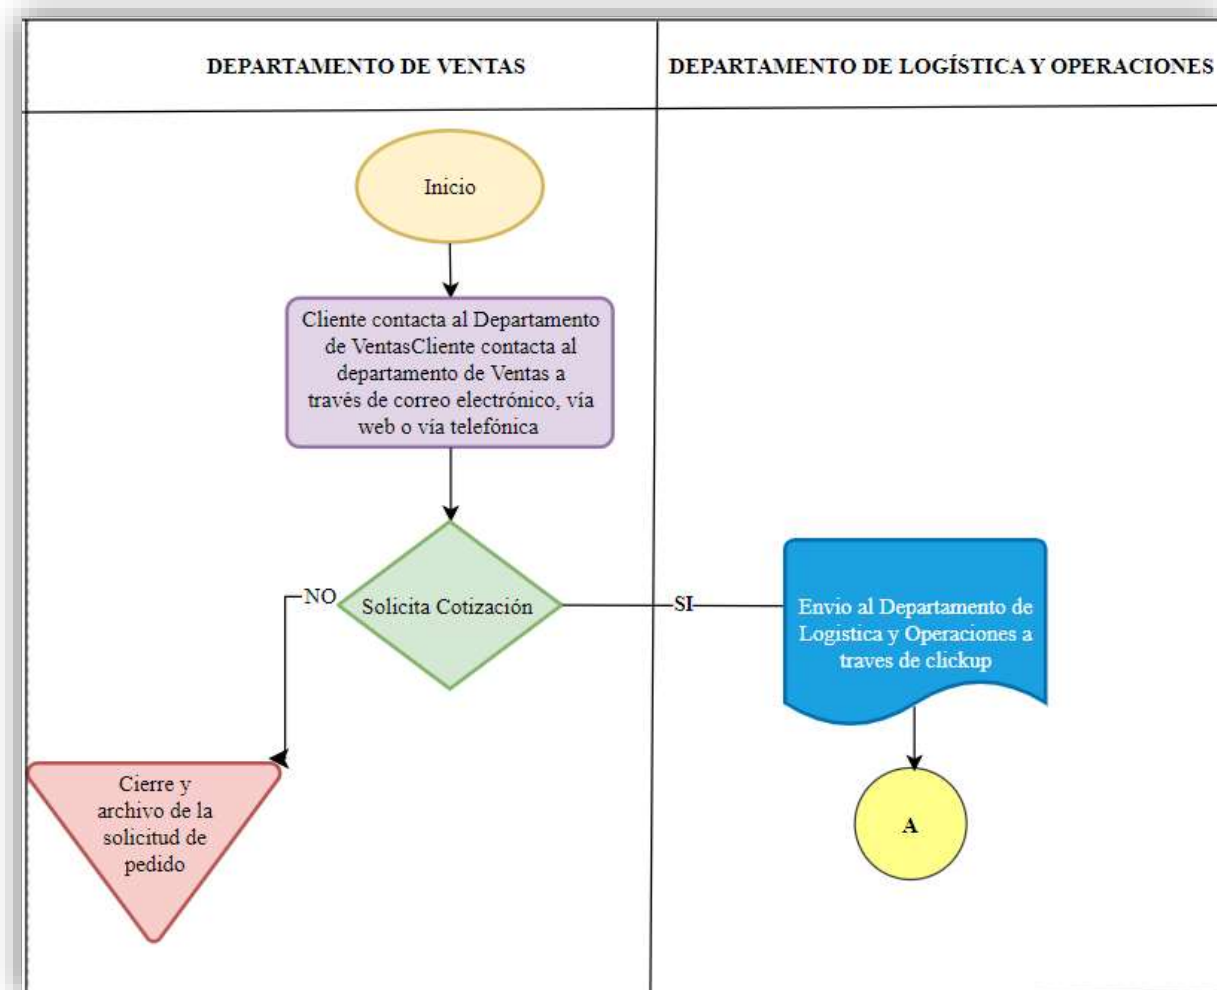 DEPARTAMENTO DE VENTAS
DEPARTAMENTO DE LOGÍSTICA Y OPERACIONES
Inicio
Cliente contacta al Departamento
de VentasCliente contacta al
departamento de Ventas a
través de correo electrónico, vía
web o vía telefónica
NO
Solicita Cotización
SI
Envio al Departamento de
Logistica y Operaciones a
traves de clickup
Cierre y
archivo de la
solicitud de
pedido
A